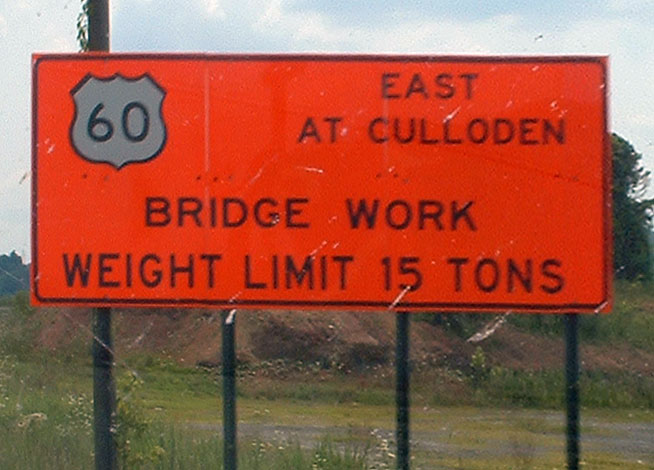 60
EAST
AT CULLODEN
BRIDGE WORK
WEIGHT LIMIT 15 TONS